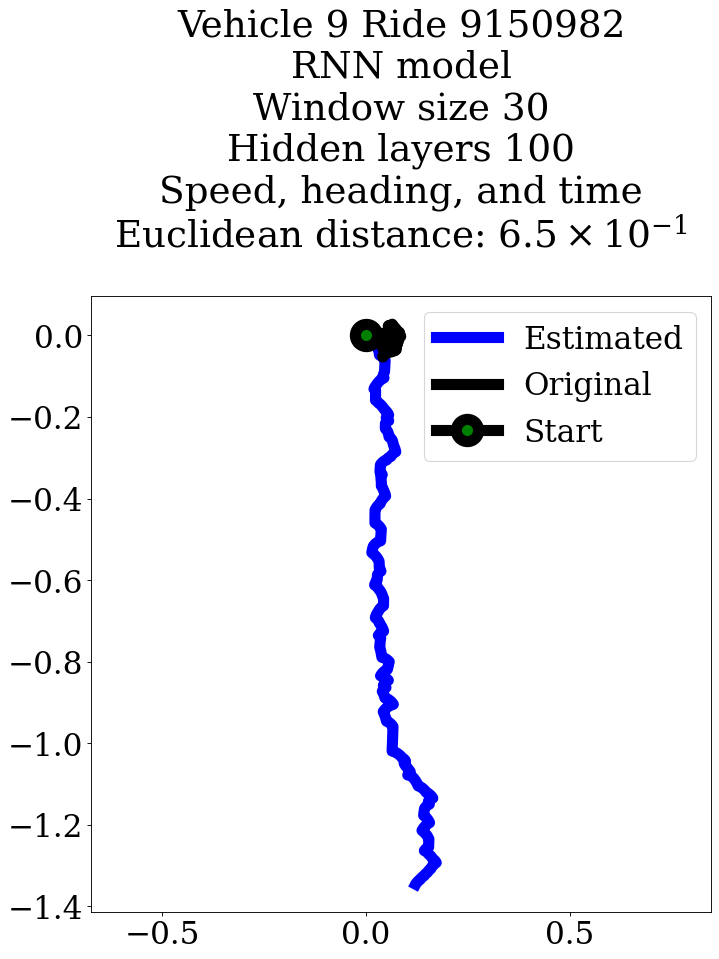 Vehicle 9 Ride 9150982
RNN model
Window size 30
Hidden layers 100
Speed, heading, and time
Euclidean distance: 6.5 × 10⁻¹
Estimated
Original
Start
0.0
−0.2
−0.4
−0.6
−0.8
−1.0
−1.2
−1.4
−0.5
0.0
0.5